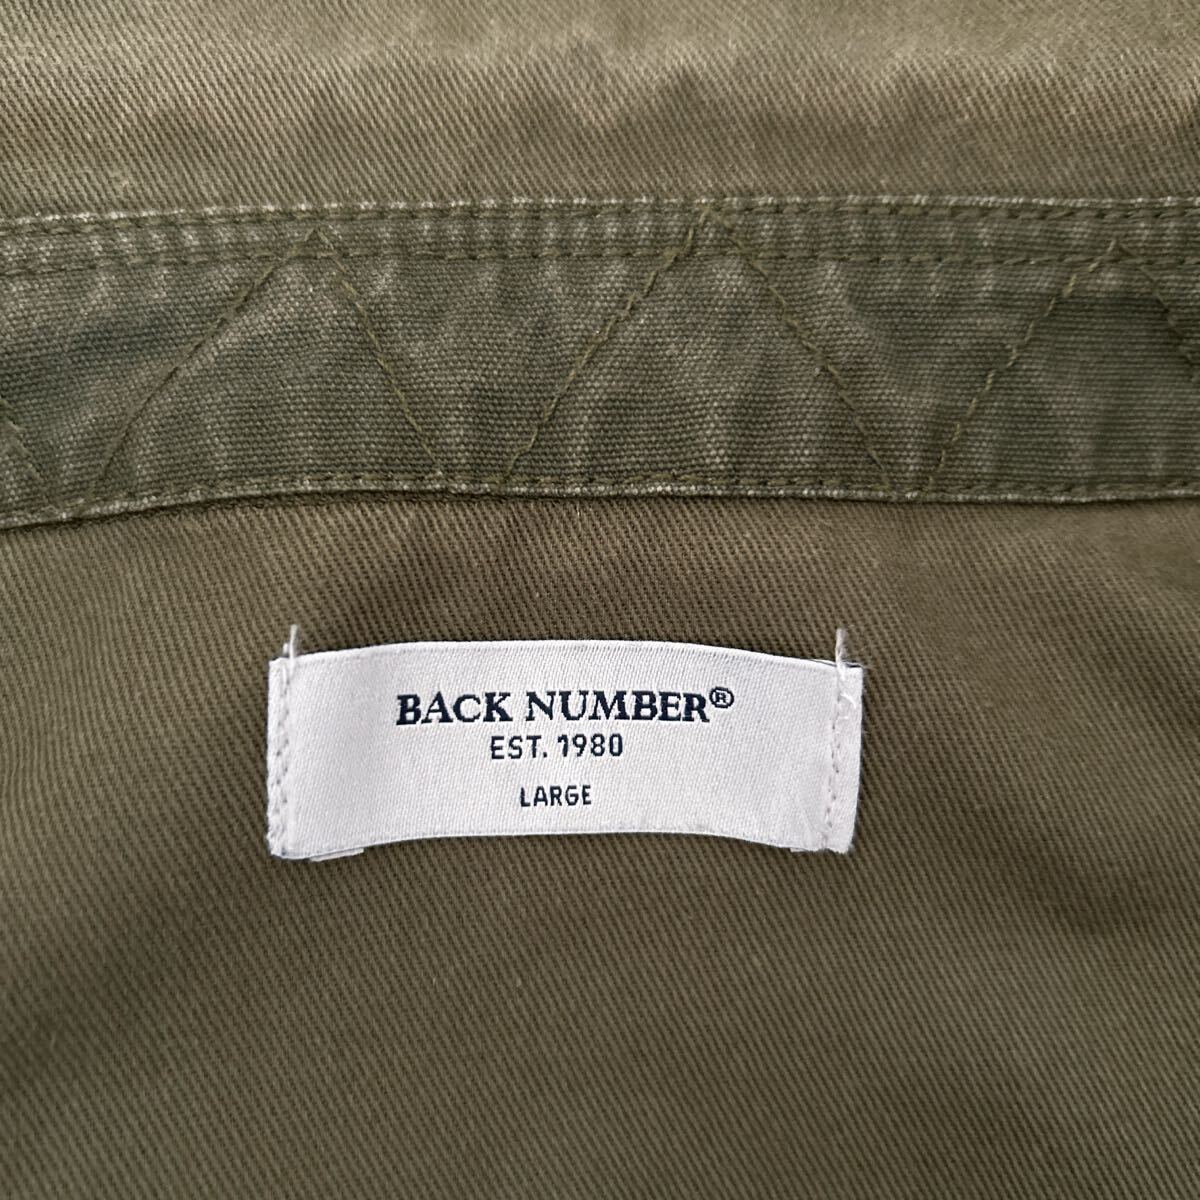 BACK NUMBER®
EST. 1980
LARGE